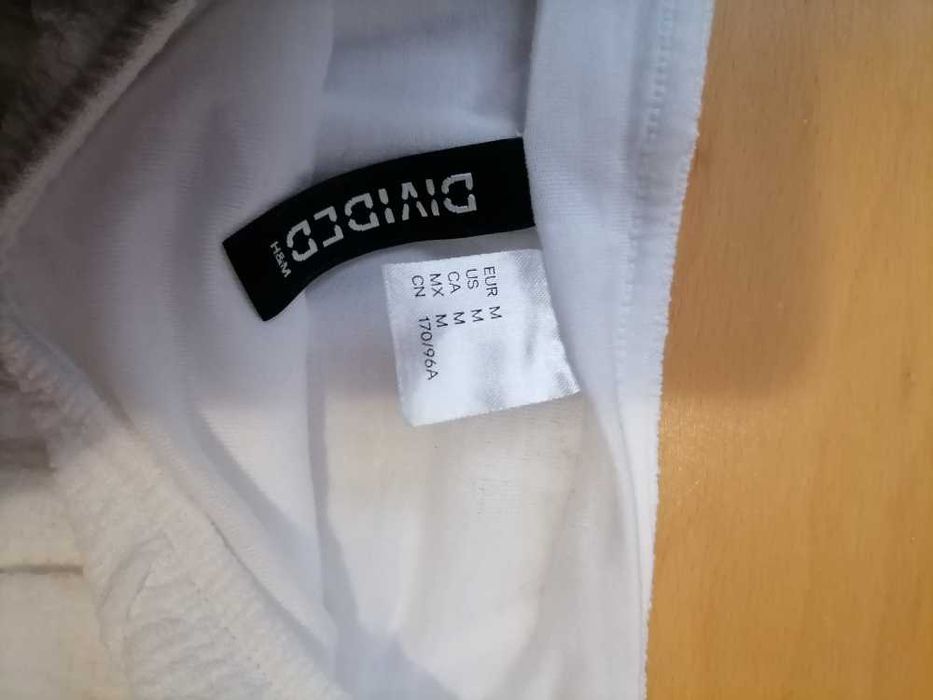 DIVIDED
H&M
EUR M
US M
CA M
MX M
CN 170/96A